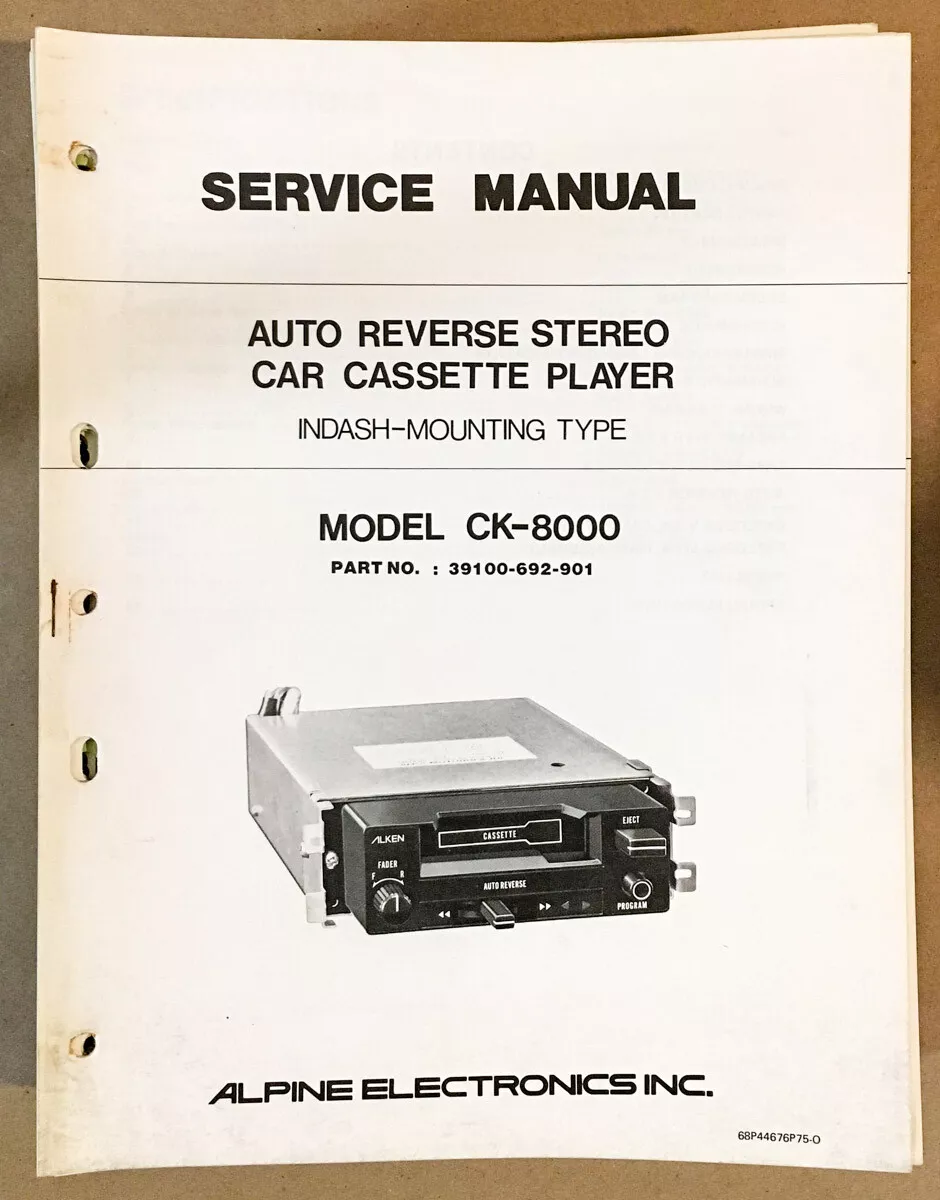 SERVICE MANUAL
AUTO REVERSE STEREO
CAR CASSETTE PLAYER
INDASH-MOUNTING TYPE
MODEL CK-8000
PART NO. : 39100-692-901
ALKEN
CASSETTE
EJECT
FADER
F R
AUTO REVERSE
PROGRAM
ALPINE ELECTRONICS INC.
68P44676P75-O